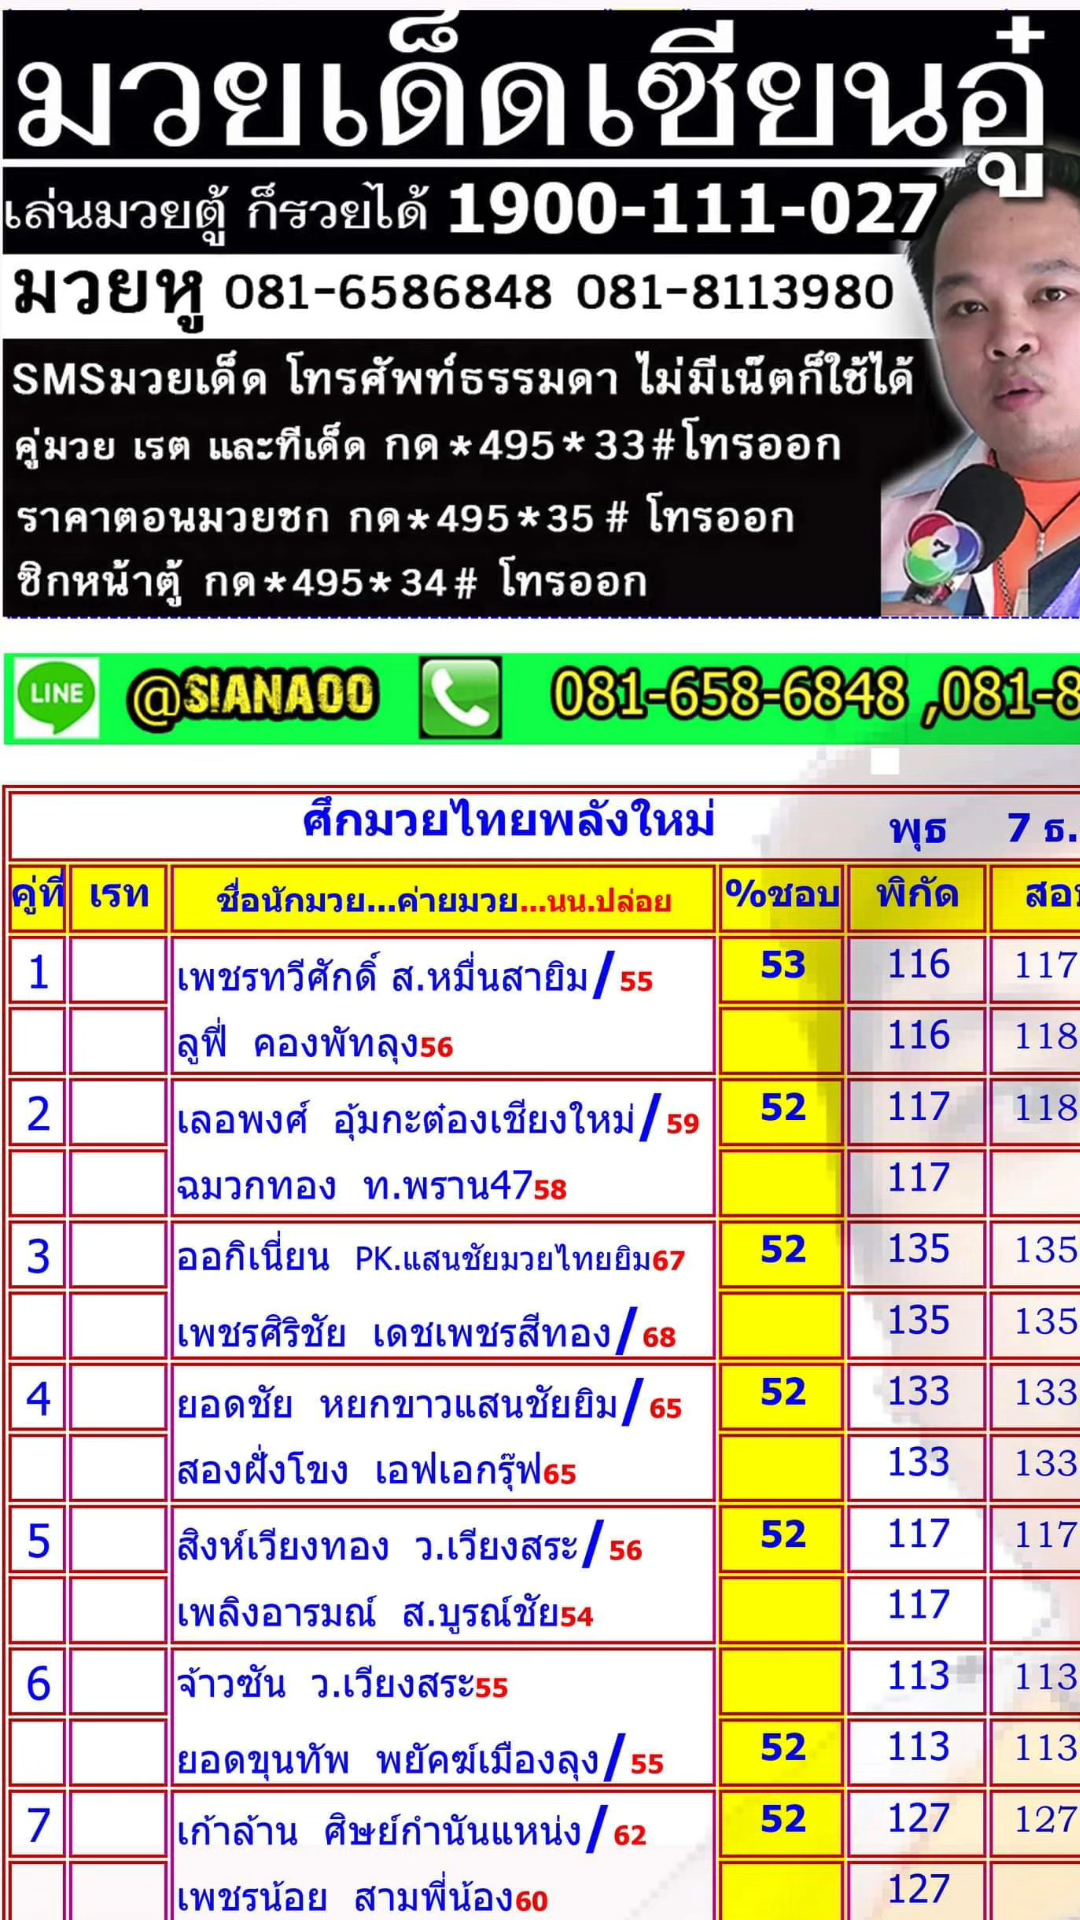 มวยเด็ดเซียนอู๋
เล่นมวยตู้ ก็รวยได้ 1900-111-027
มวยหู 081-6586848 081-8113980
SMSมวยเด็ด โทรศัพท์ธรรมดา ไม่มีเน๊ตก็ใช้ได้
คู่มวย เรต และทีเด็ด กด*495*33#โทรออก
ราคาตอนมวยชก กด*495*35# โทรออก
ซิกหน้าตู้ กด*495*34# โทรออก
7
LINE @SIANAOO 081-658-6848 ,081-8
ศึกมวยไทยพลังใหม่ พุธ 7 ธ.
คู่ที่ เรท ชื่อนักมวย...ค่ายมวย...นน.ปล่อย %ชอบ พิกัด
1 เพชรทวีศักดิ์ ส.หมื่นสายิม/55 53 116 117
ลูฟี่ คองพัทลุง56 116 118
2 เลอพงศ์ อุ้มกะต๋องเชียงใหม่/59 52 117 118
ฉมวกทอง ท.พราน4758 117
3 ออกิเนี่ยน PK.แสนชัยมวยไทยยิม67 52 135 135
เพชรศิริชัย เดชเพชรสีทอง/68 135 135
4 ยอดชัย หยกขาวแสนชัยยิม/65 52 133 133
สองฝั่งโขง เอฟเอกรุ๊ฟ65 133 133
5 สิงห์เวียงทอง ว.เวียงสระ/56 52 117 117
เพลิงอารมณ์ ส.บูรณ์ชัย54 117
6 จ้าวซัน ว.เวียงสระ55 113 113
ยอดขุนทัพ พยัคฆ์เมืองลุง/55 52 113 113
7 เก้าล้าน ศิษย์กำนันแหน่ง/62 52 127 127
เพชรน้อย สามพี่น้อง60 127